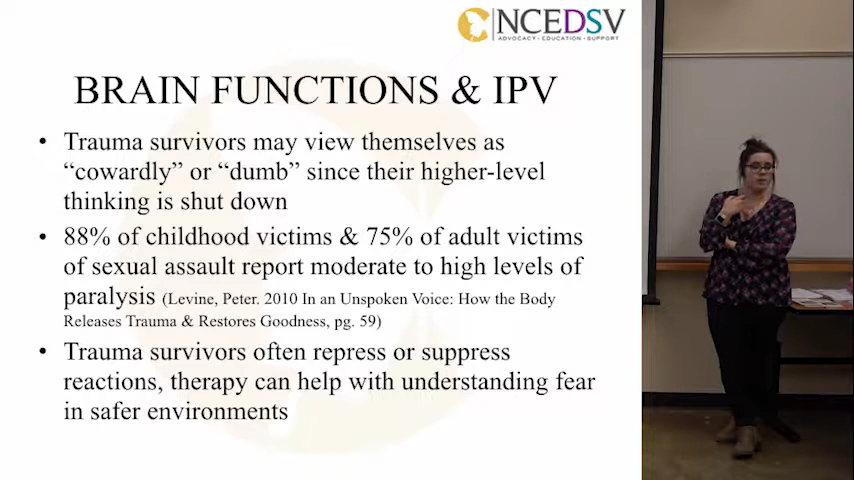 NCEDSV
ADVOCACY • EDUCATION • SUPPORT
BRAIN FUNCTIONS & IPV
• Trauma survivors may view themselves as
“cowardly” or “dumb” since their higher-level
thinking is shut down
• 88% of childhood victims & 75% of adult victims
of sexual assault report moderate to high levels of
paralysis (Levine, Peter. 2010 In an Unspoken Voice: How the Body
Releases Trauma & Restores Goodness, pg. 59)
• Trauma survivors often repress or suppress
reactions, therapy can help with understanding fear
in safer environments